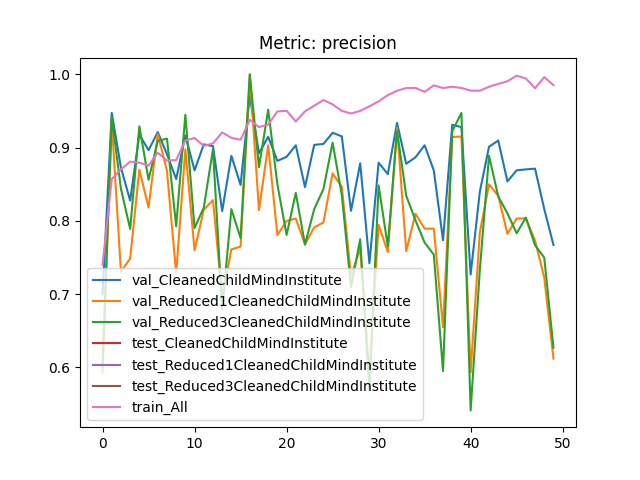 Metric: precision
1.0
0.9
0.8
0.7
0.6
val_CleanedChildMindInstitute
val_Reduced1CleanedChildMindInstitute
val_Reduced3CleanedChildMindInstitute
test_CleanedChildMindInstitute
test_Reduced1CleanedChildMindInstitute
test_Reduced3CleanedChildMindInstitute
train_All
0 10 20 30 40 50